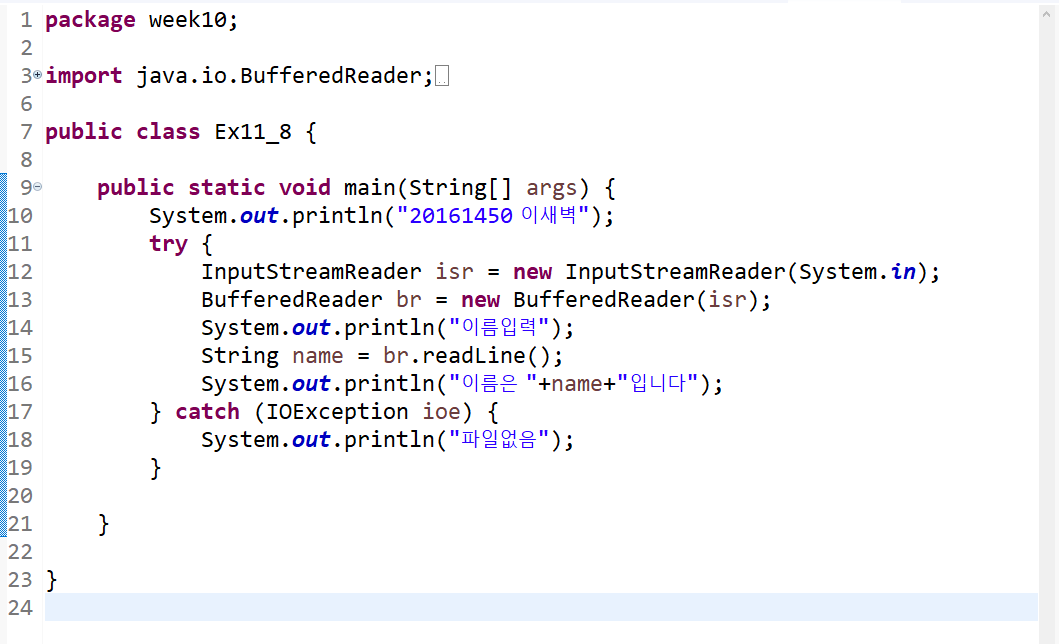 1 package week10;
2
3 import java.io.BufferedReader;
6
7 public class Ex11_8 {
8
9     public static void main(String[] args) {
10         System.out.println("20161450 이새벽");
11         try {
12             InputStreamReader isr = new InputStreamReader(System.in);
13             BufferedReader br = new BufferedReader(isr);
14             System.out.println("이름입력");
15             String name = br.readLine();
16             System.out.println("이름은 "+name+"입니다");
17         } catch (IOException ioe) {
18             System.out.println("파일없음");
19         }
20
21     }
22
23 }
24